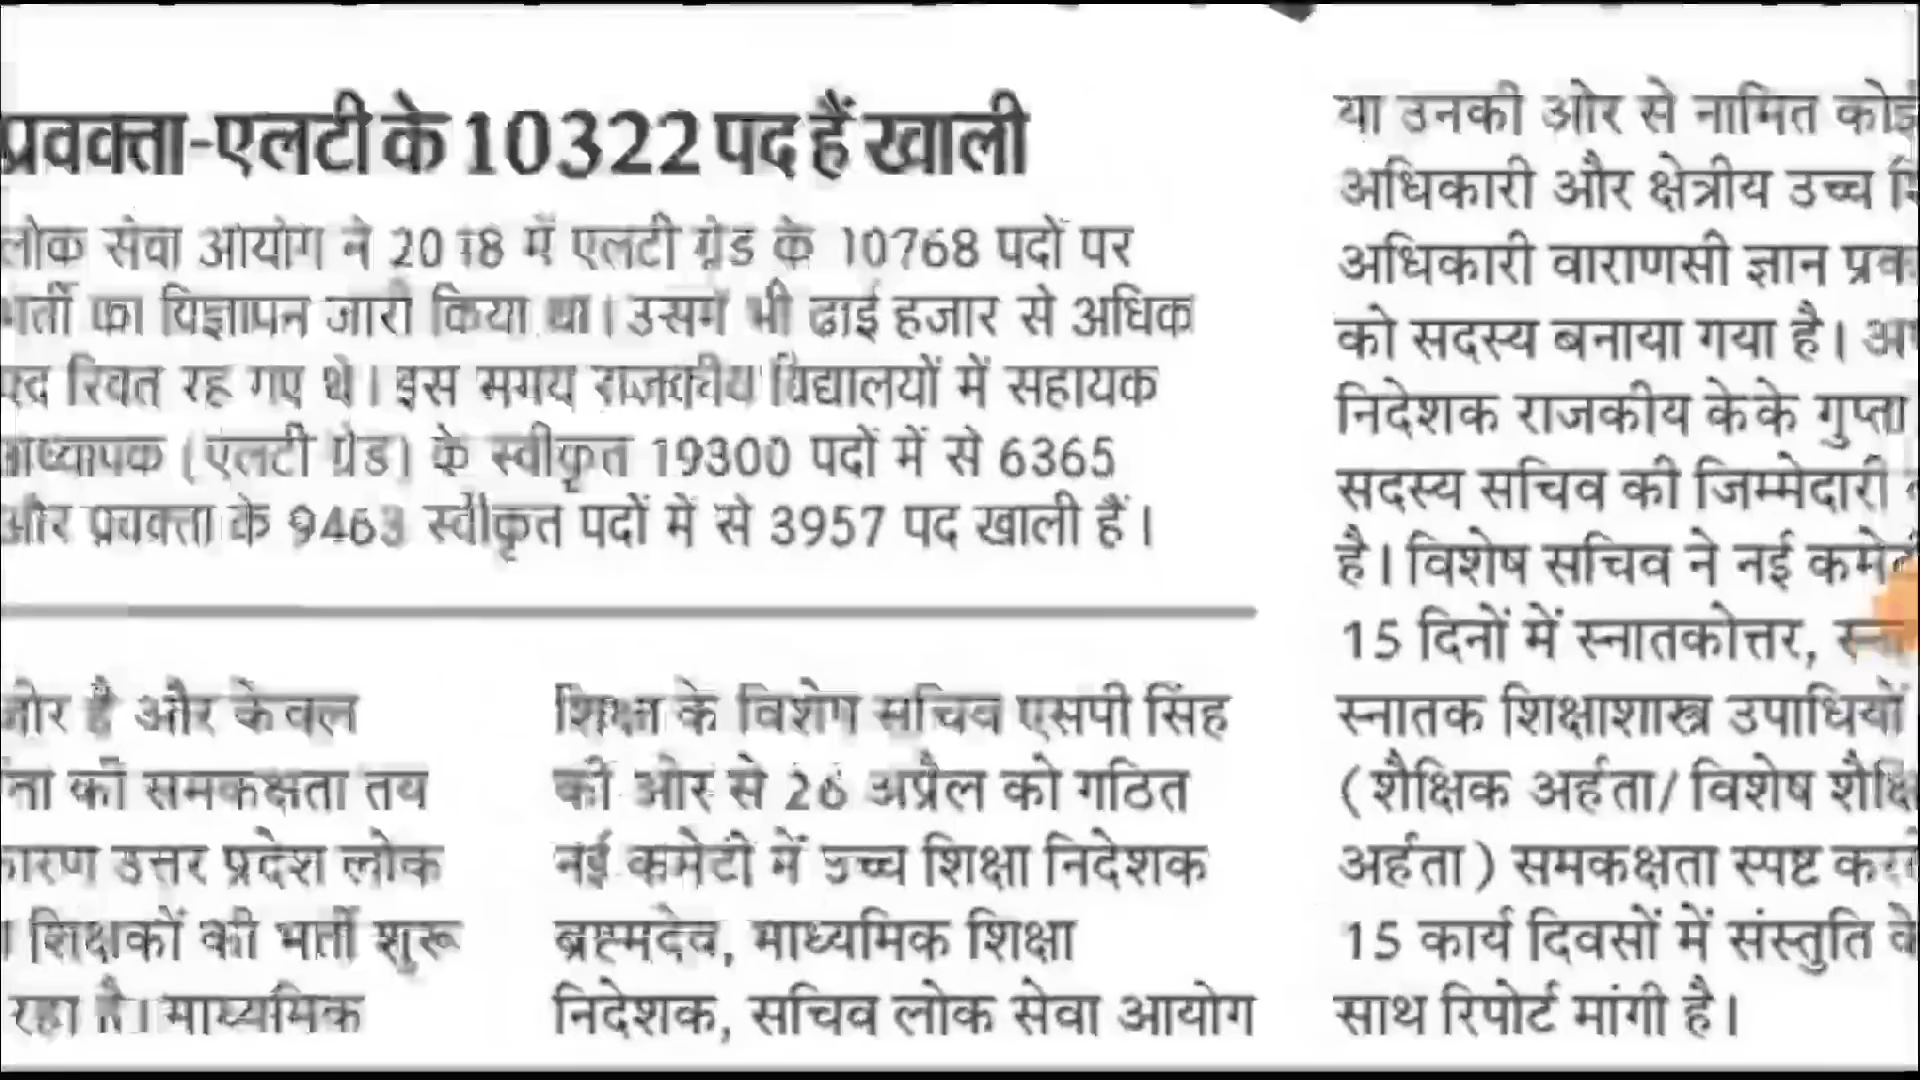 प्रवक्ता-एलटी के 10322 पद हैं खाली
लोक सेवा आयोग ने 2018 में एलटी ग्रेड के 10768 पदों पर
भर्ती का विज्ञापन जारी किया था। उसमें भी ढाई हजार से अधिक
पद रिक्त रह गए थे। इस समय राजकीय विद्यालयों में सहायक
अध्यापक (एलटी ग्रेड) के स्वीकृत 19300 पदों में से 6365
और प्रवक्ता के 9463 स्वीकृत पदों में से 3957 पद खाली हैं।
और केवल
की समकक्षता तय
उत्तर प्रदेश लोक
शिक्षकों की भर्ती शुरू
रहा है। माध्यमिक
शिक्षा के विशेष सचिव एसपी सिंह
की ओर से 26 अप्रैल को गठित
नई कमेटी में उच्च शिक्षा निदेशक
ब्रह्मदेव, माध्यमिक शिक्षा
निदेशक, सचिव लोक सेवा आयोग
या उनकी ओर से नामित कोई
अधिकारी और क्षेत्रीय उच्च
अधिकारी वाराणसी ज्ञान
को सदस्य बनाया गया है।
निदेशक राजकीय केके गुप्ता
सदस्य सचिव की जिम्मेदारी
है। विशेष सचिव ने नई
15 दिनों में स्नातकोत्तर,
स्नातक शिक्षाशास्त्र उपाधियों
(शैक्षिक अर्हता/ विशेष
अर्हता) समकक्षता स्पष्ट
15 कार्य दिवसों में संस्तुति के
साथ रिपोर्ट मांगी है।